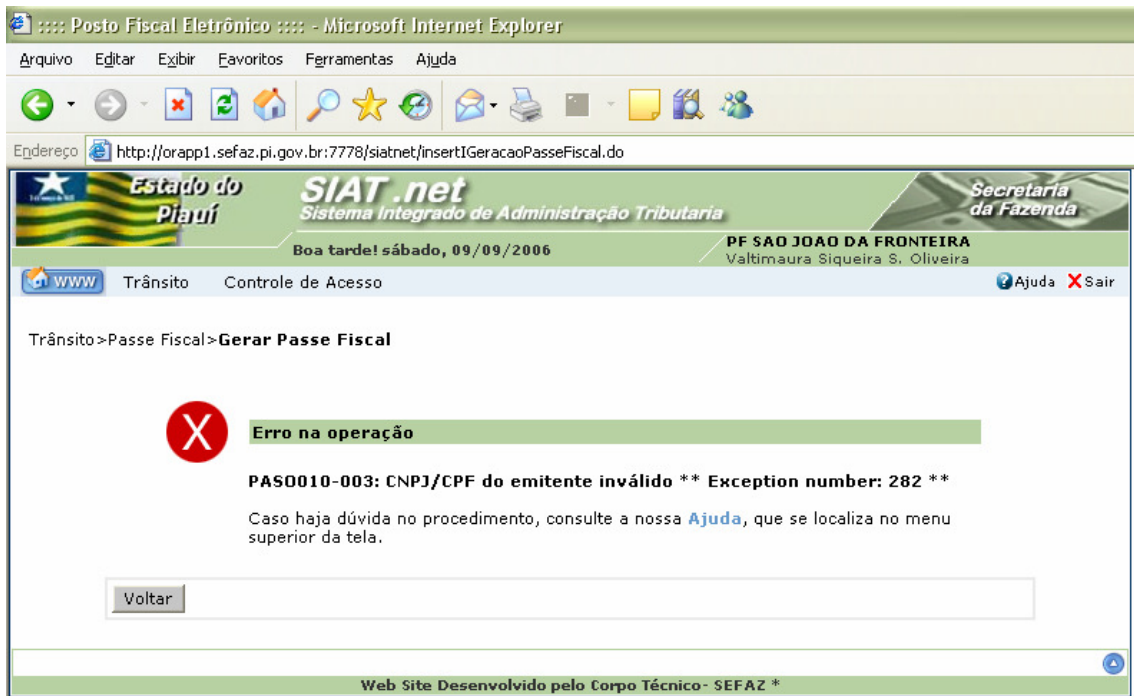 :::: Posto Fiscal Eletrônico :::: - Microsoft Internet Explorer
Arquivo Editar Exibir Favoritos Ferramentas Ajuda
Endereço http://orapp1.sefaz.pi.gov.br:7778/siatnet/insertIGeracaoPasseFiscal.do
Estado do Piauí
SIAT .net
Sistema Integrado de Administração Tributaria
Secretaria da Fazenda
Boa tarde! sábado, 09/09/2006
PF SAO JOAO DA FRONTEIRA
Valtimaura Siqueira S. Oliveira
www Trânsito Controle de Acesso Ajuda Sair
Trânsito>Passe Fiscal>Gerar Passe Fiscal
Erro na operação
PAS0010-003: CNPJ/CPF do emitente inválido ** Exception number: 282 **
Caso haja dúvida no procedimento, consulte a nossa Ajuda, que se localiza no menu
superior da tela.
Voltar
Web Site Desenvolvido pelo Corpo Técnico- SEFAZ *